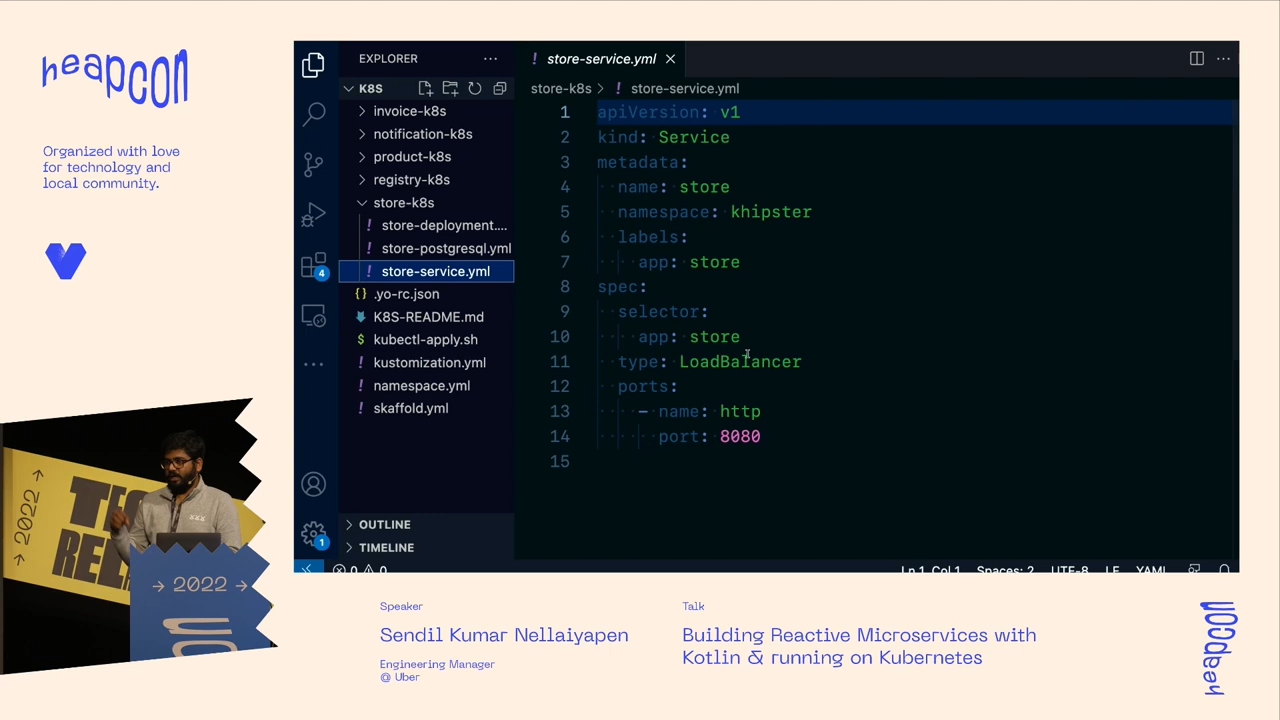 heapcon
Organized with love
for technology and
local community.
EXPLORER
K8S
invoice-k8s
notification-k8s
product-k8s
registry-k8s
store-k8s
store-deployment....
store-postgresql.yml
store-service.yml
.yo-rc.json
K8S-README.md
kubectl-apply.sh
kustomization.yml
namespace.yml
skaffold.yml
OUTLINE
TIMELINE
4
1
! store-service.yml
store-k8s > ! store-service.yml
1 apiVersion: v1
2 kind: Service
3 metadata:
4 name: store
5 namespace: khipster
6 labels:
7 app: store
8 spec:
9 selector:
10 app: store
11 type: LoadBalancer
12 ports:
13 - name: http
14 port: 8080
15
0 0
Ln 1, Col 1 Spaces: 2 UTF-8 LF YAML
→ 2022 →
→ 2022 →
Speaker
Sendil Kumar Nellaiyapen
Engineering Manager
@ Uber
Talk
Building Reactive Microservices with
Kotlin & running on Kubernetes
heapcon